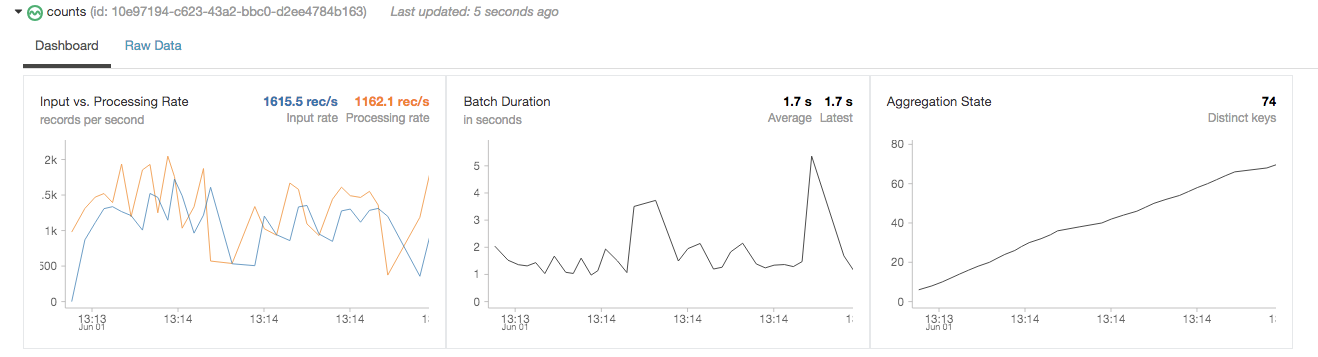 counts (id: 10e97194-c623-43a2-bbc0-d2ee4784b163) Last updated: 5 seconds ago
Dashboard Raw Data
Input vs. Processing Rate 1615.5 rec/s 1162.1 rec/s
records per second Input rate Processing rate
2k
.5k
1k
500
0
13:13 13:14 13:14 13:14 1:
Jun 01
Batch Duration 1.7 s 1.7 s
in seconds Average Latest
5
4
3
2
1
0
13:13 13:14 13:14 13:14 1:
Jun 01
Aggregation State 74
Distinct keys
80
60
40
20
0
13:13 13:14 13:14 13:14 1:
Jun 01